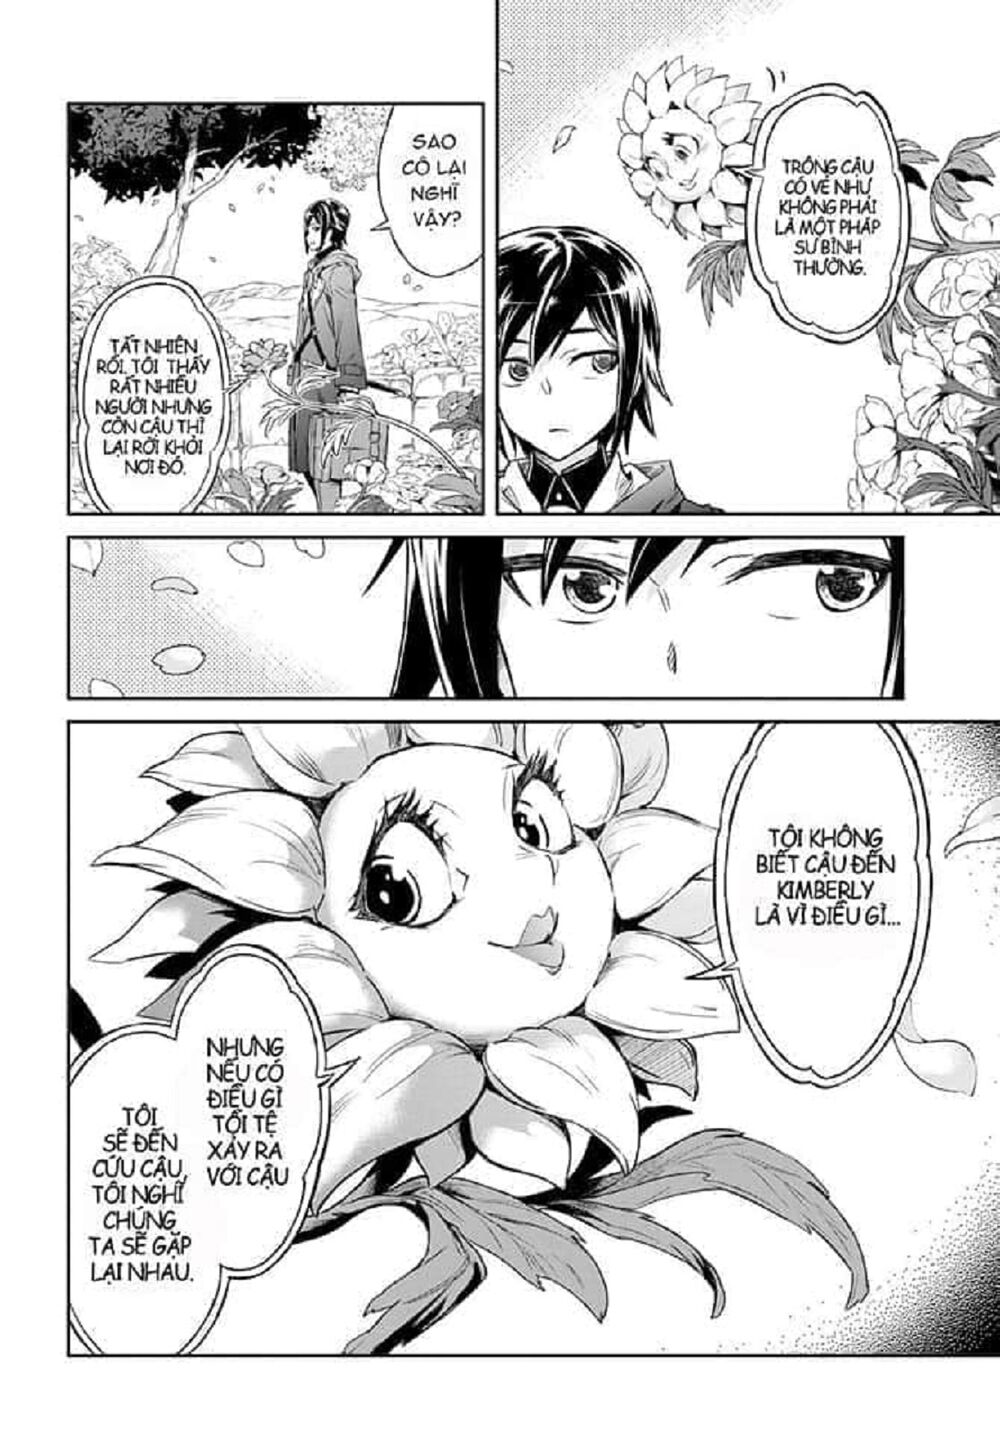 TRÔNG CẬU
CÓ VẺ NHƯ
KHÔNG PHẢI
LÀ MỘT PHÁP
SƯ BÌNH
THƯỜNG.
SAO
CÔ LẠI
NGHĨ
VẬY?
TẤT NHIÊN
RỒI. TÔI THẤY
RẤT NHIỀU
NGƯỜI NHƯNG
CÒN CẬU THÌ
LẠI RỜI KHỎI
NƠI ĐÓ.
TÔI KHÔNG
BIẾT CẬU ĐẾN
KIMBERLY
LÀ VÌ ĐIỀU GÌ...
NHƯNG
NẾU CÓ
ĐIỀU GÌ
TỒI TỆ
XẢY RA
VỚI CẬU
TÔI
SẼ ĐẾN
CỨU CẬU,
TÔI NGHĨ
CHÚNG
TA SẼ GẶP
LẠI NHAU.